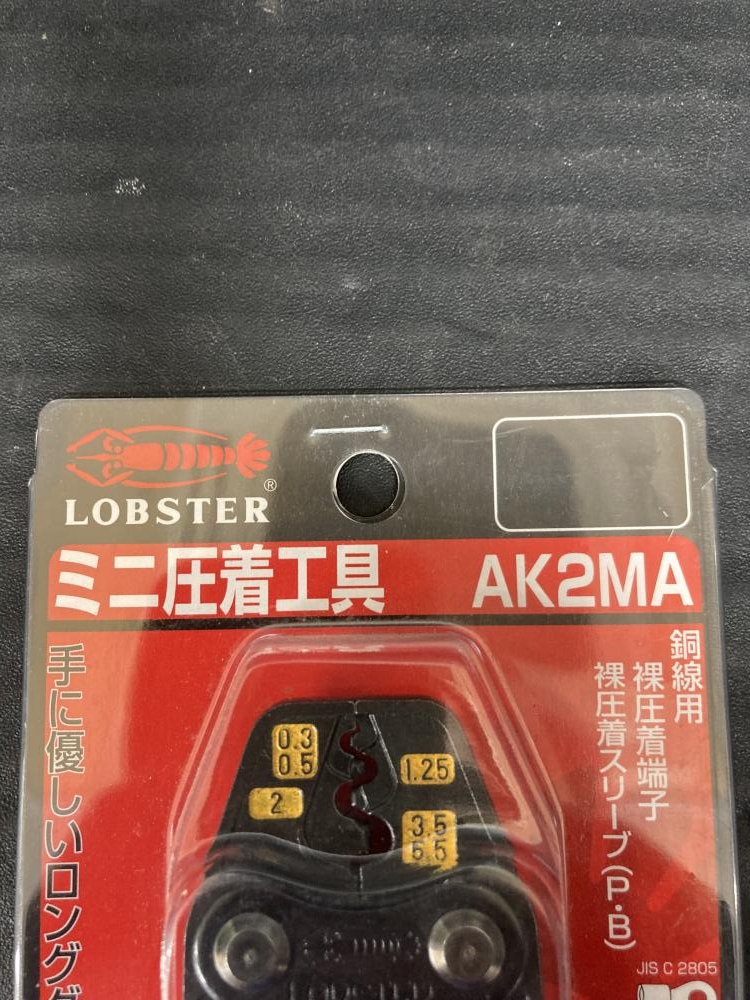 LOBSTER®
ミニ圧着工具
AK2MA
銅線用
裸圧着端子
裸圧着スリーブ(P・B)
手に優しいロング
0.3
0.5
1.25
2
3.5
5.5
LOBSTER
JIS C 2805